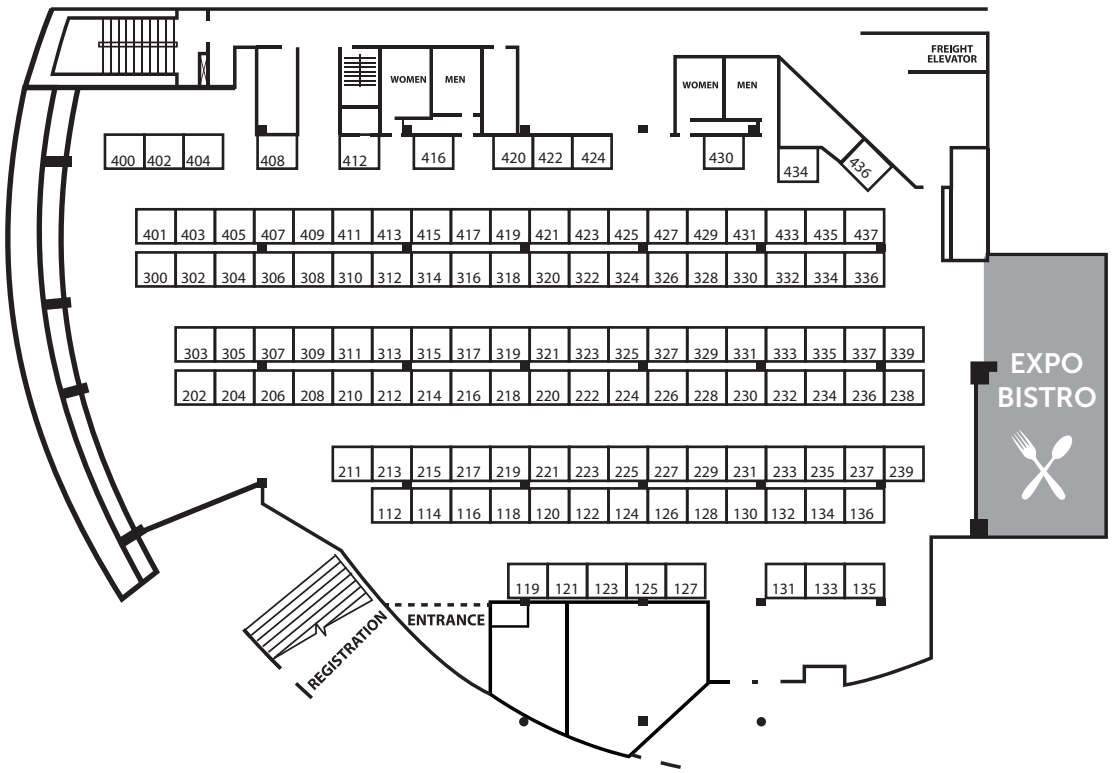 FREIGHT
ELEVATOR
WOMEN MEN
WOMEN MEN
400 402 404 408 412 416 420 422 424 430 434 436
401 403 405 407 409 411 413 415 417 419 421 423 425 427 429 431 433 435 437
300 302 304 306 308 310 312 314 316 318 320 322 324 326 328 330 332 334 336
303 305 307 309 311 313 315 317 319 321 323 325 327 329 331 333 335 337 339
202 204 206 208 210 212 214 216 218 220 222 224 226 228 230 232 234 236 238
EXPO
BISTRO
211 213 215 217 219 221 223 225 227 229 231 233 235 237 239
112 114 116 118 120 122 124 126 128 130 132 134 136
119 121 123 125 127 131 133 135
ENTRANCE
REGISTRATION